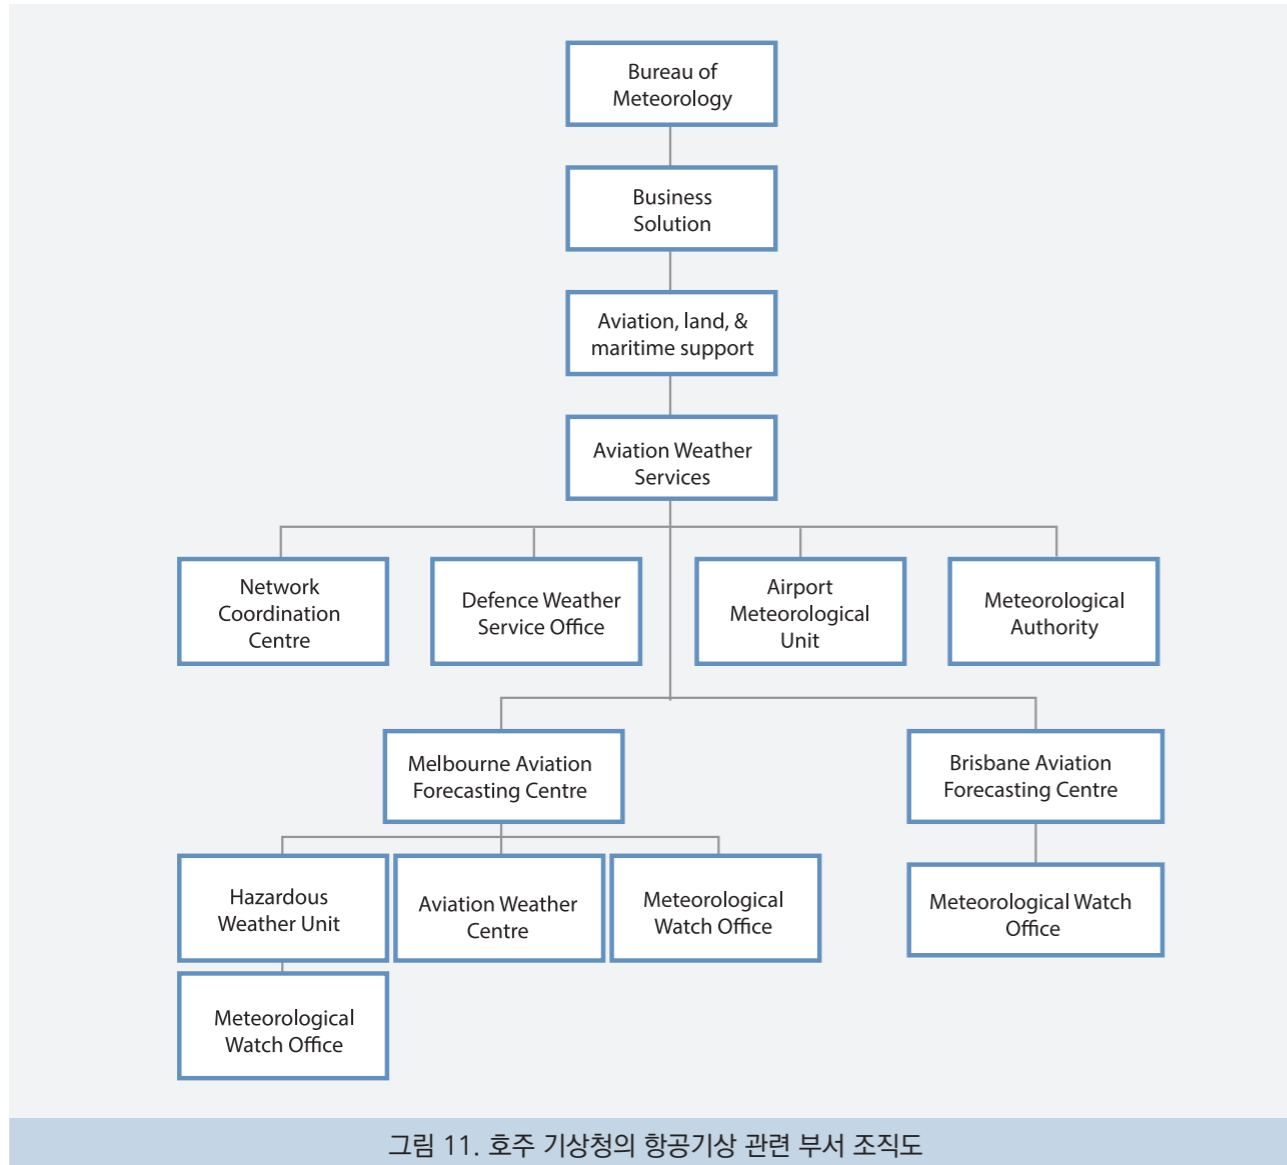 Bureau of
Meteorology
Business
Solution
Aviation, land, &
maritime support
Aviation Weather
Services
Network
Coordination
Centre
Defence Weather
Service Office
Airport
Meteorological
Unit
Meteorological
Authority
Melbourne Aviation
Forecasting Centre
Brisbane Aviation
Forecasting Centre
Hazardous
Weather Unit
Aviation Weather
Centre
Meteorological
Watch Office
Meteorological Watch
Office
Meteorological
Watch Office
그림 11. 호주 기상청의 항공기상 관련 부서 조직도